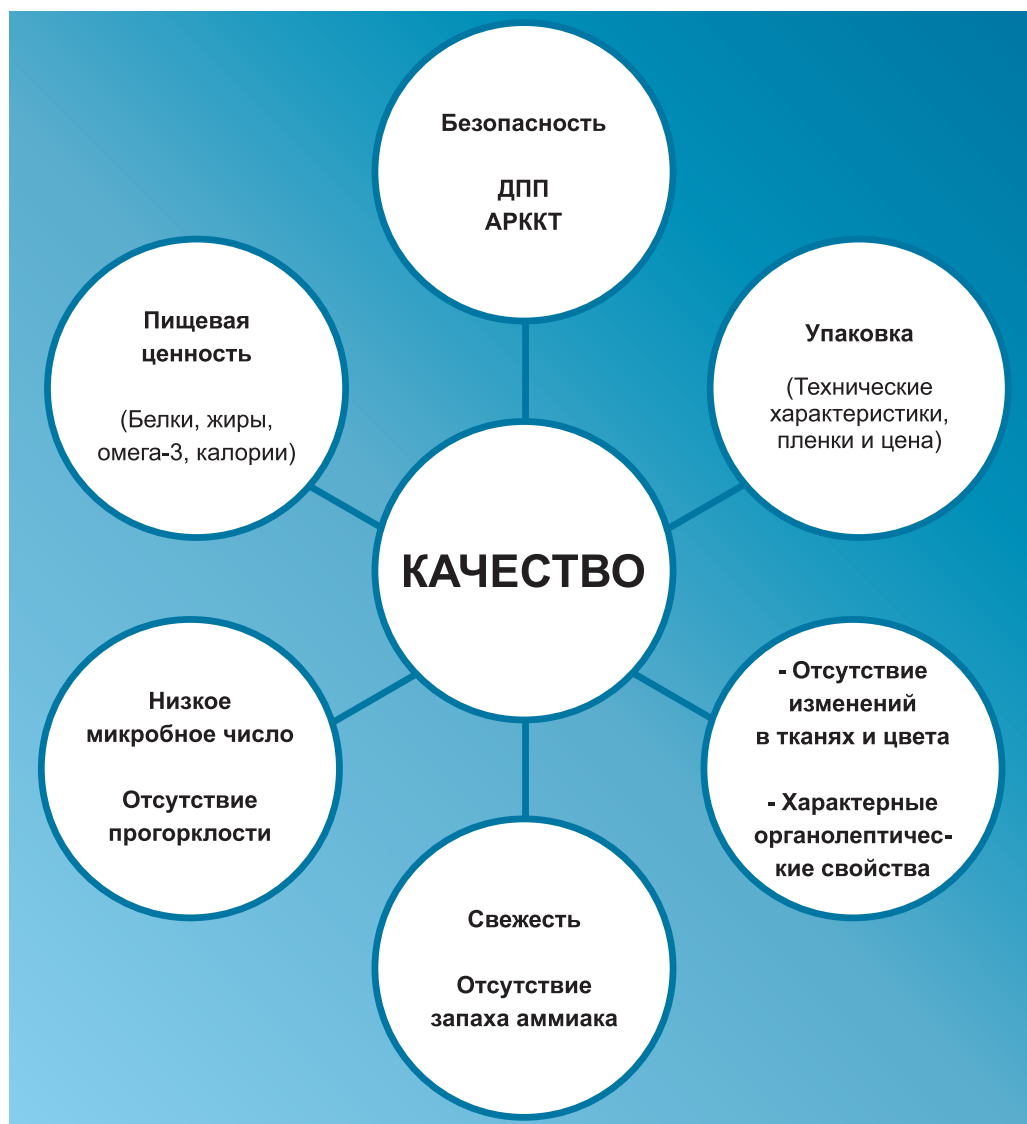 Безопасность
ДПП
АРККТ
Пищевая
ценность
(Белки, жиры,
омега-3, калории)
Упаковка
(Технические
характеристики,
пленки и цена)
КАЧЕСТВО
Низкое
микробное число
Отсутствие
прогорклости
- Отсутствие
изменений
в тканях и цвета
- Характерные
органолептичес-
кие свойства
Свежесть
Отсутствие
запаха аммиака